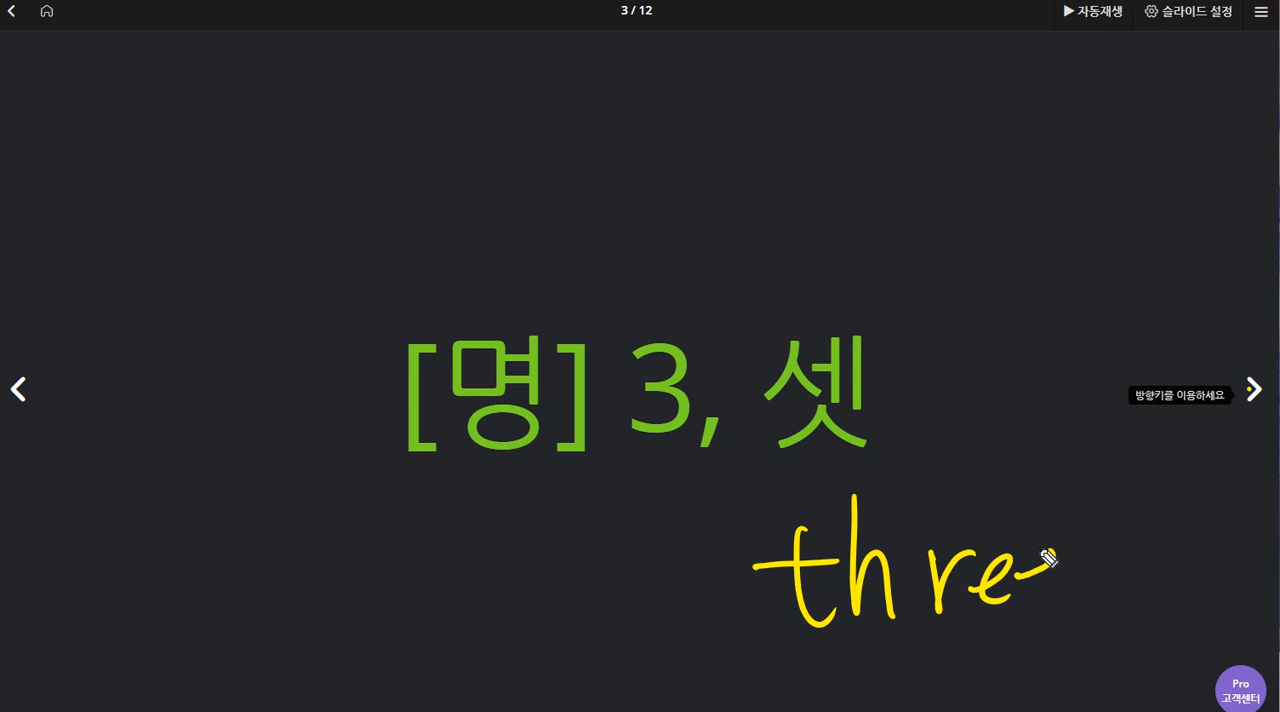 3 / 12
▶ 자동재생
슬라이드 설정
[명] 3, 셋
방향키를 이용하세요
thre
Pro
고객센터